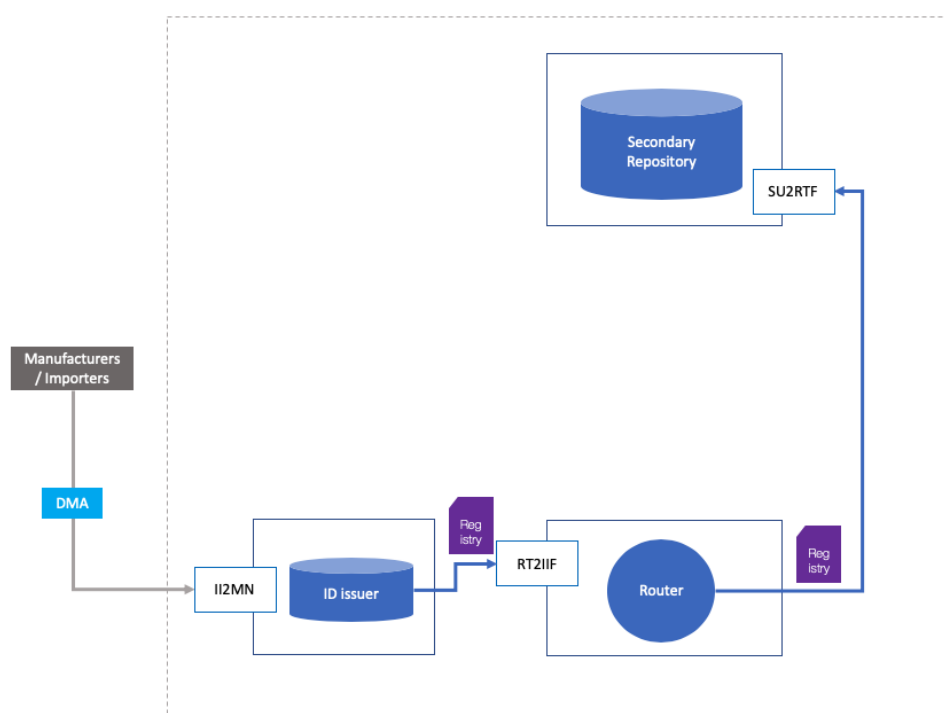 Secondary
Repository
SU2RTF
Manufacturers
/ Importers
DMA
Reg
istry
RT2IIF
II2MN
ID issuer
Router
Reg
istry